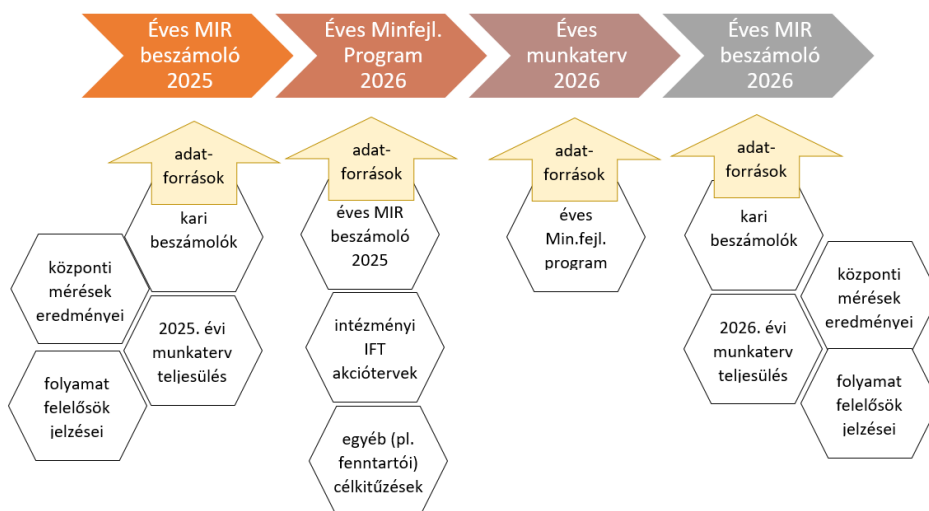 Éves MIR
beszámoló
2025
Éves Minfejl.
Program
2026
Éves
munkaterv
2026
Éves MIR
beszámoló
2026
adat-
források
kari
beszámolók
központi
mérések
eredményei
2025. évi
munkaterv
teljesülés
folyamat
felelősök
jelzései
adat-
források
éves MIR
beszámoló
2025
intézményi
IFT
akciótervek
egyéb (pl.
fenntartói)
célkitűzések
adat-
források
éves
Min.fejl.
program
adat-
források
kari
beszámolók
központi
mérések
eredményei
2026. évi
munkaterv
teljesülés
folyamat
felelősök
jelzései